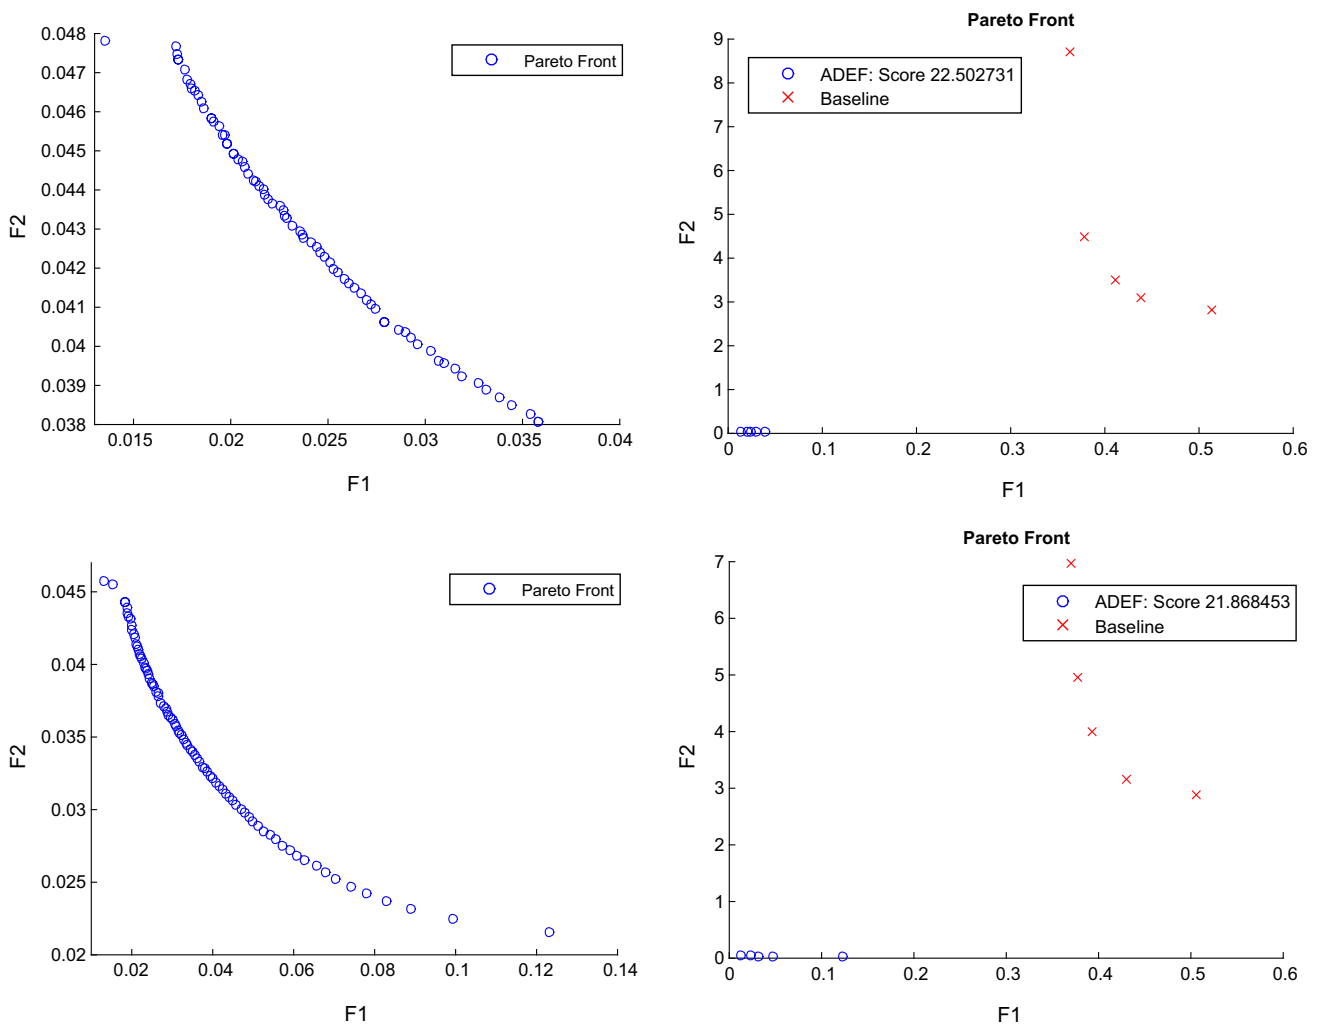 0.048
0.047
0.046
0.045
0.044
0.043
0.042
0.041
0.04
0.039
0.038
F2
Pareto Front
0.015 0.02 0.025 0.03 0.035 0.04
F1
Pareto Front
9
8
7
6
5
4
3
2
1
0
F2
ADEF: Score 22.502731
Baseline
0 0.1 0.2 0.3 0.4 0.5 0.6
F1
0.045
0.04
0.035
0.03
0.025
0.02
F2
Pareto Front
0.02 0.04 0.06 0.08 0.1 0.12 0.14
F1
Pareto Front
7
6
5
4
3
2
1
0
F2
ADEF: Score 21.868453
Baseline
0 0.1 0.2 0.3 0.4 0.5 0.6
F1